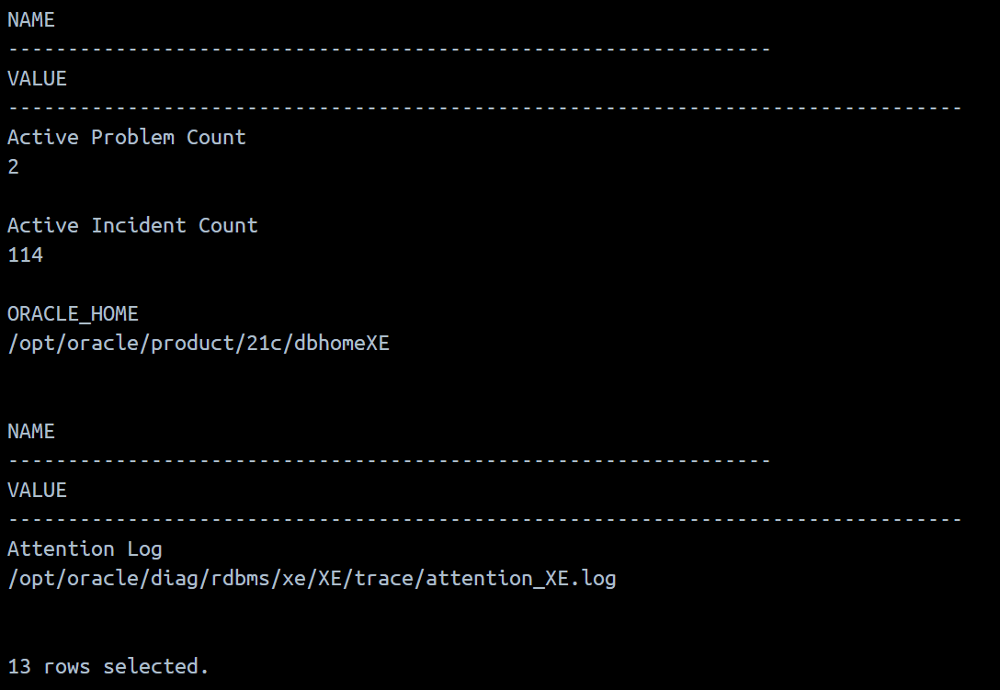 NAME
----------------------------------------------------------------
VALUE
--------------------------------------------------------------------------------
Active Problem Count
2
Active Incident Count
114
ORACLE_HOME
/opt/oracle/product/21c/dbhomeXE
NAME
----------------------------------------------------------------
VALUE
--------------------------------------------------------------------------------
Attention Log
/opt/oracle/diag/rdbms/xe/XE/trace/attention_XE.log
13 rows selected.